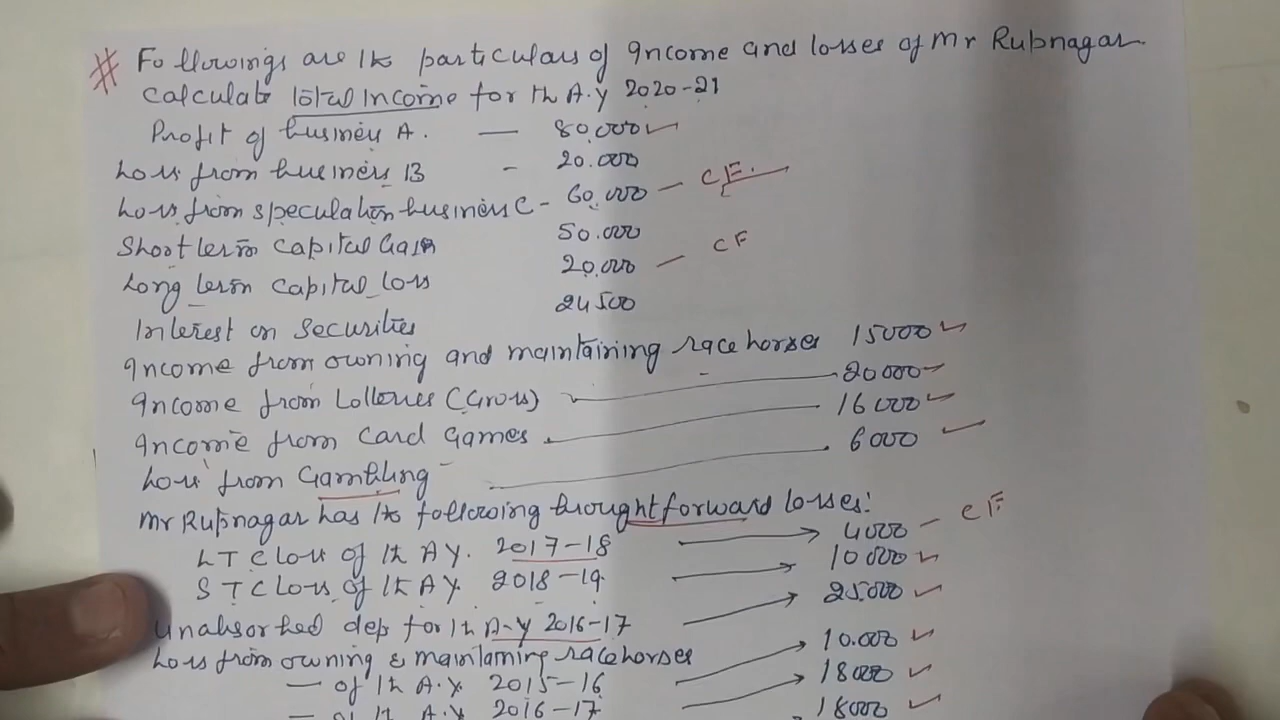 # Followings are the particulars of Income and losses of Mr Rupnagar
calculate total Income for the A.Y 2020-21
Profit of business A. — 80.000
Loss from business B - 20.000
Loss from speculation business C - 60.000 — CF.
Short term capital Gain 50.000
Long term capital loss 20.000 — CF
Interest on securities 24500
Income from owning and maintaining race horses 15000
Income from Lotteries (Gross) 20000
Income from Card Games 16000
Loss from Gambling 6000
Mr Rupnagar has the following brought forward losses:
LTC Loss of the A.Y. 2017-18 → 4000 — CF
STC Loss of the A.Y. 2018-19 → 10000
Unabsorbed dep for the A.Y 2016-17 → 25.000
Loss from owning & maintaining race horses
— of the A.Y. 2015-16 → 10.000
— of the A.Y. 2016-17 → 18000
18000